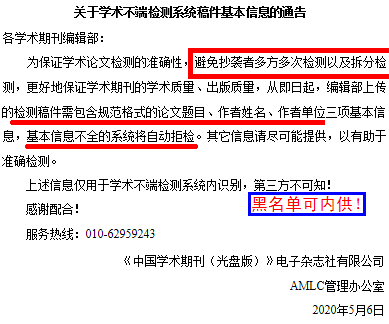 关于学术不端检测系统稿件基本信息的通告
各学术期刊编辑部：
为保证学术论文检测的准确性，避免抄袭者多方多次检测以及拆分检
测，更好地保证学术期刊的学术质量、出版质量，从即日起，编辑部上传
的检测稿件需包含规范格式的论文题目、作者姓名、作者单位三项基本信
息，基本信息不全的系统将自动拒检。其它信息请尽可能提供，以有助于
准确检测。
上述信息仅用于学术不端检测系统内识别，第三方不可知！
黑名单可内供！
感谢配合！
服务热线：010-62959243
《中国学术期刊（光盘版）》电子杂志社有限公司
AMLC管理办公室
2020年5月6日